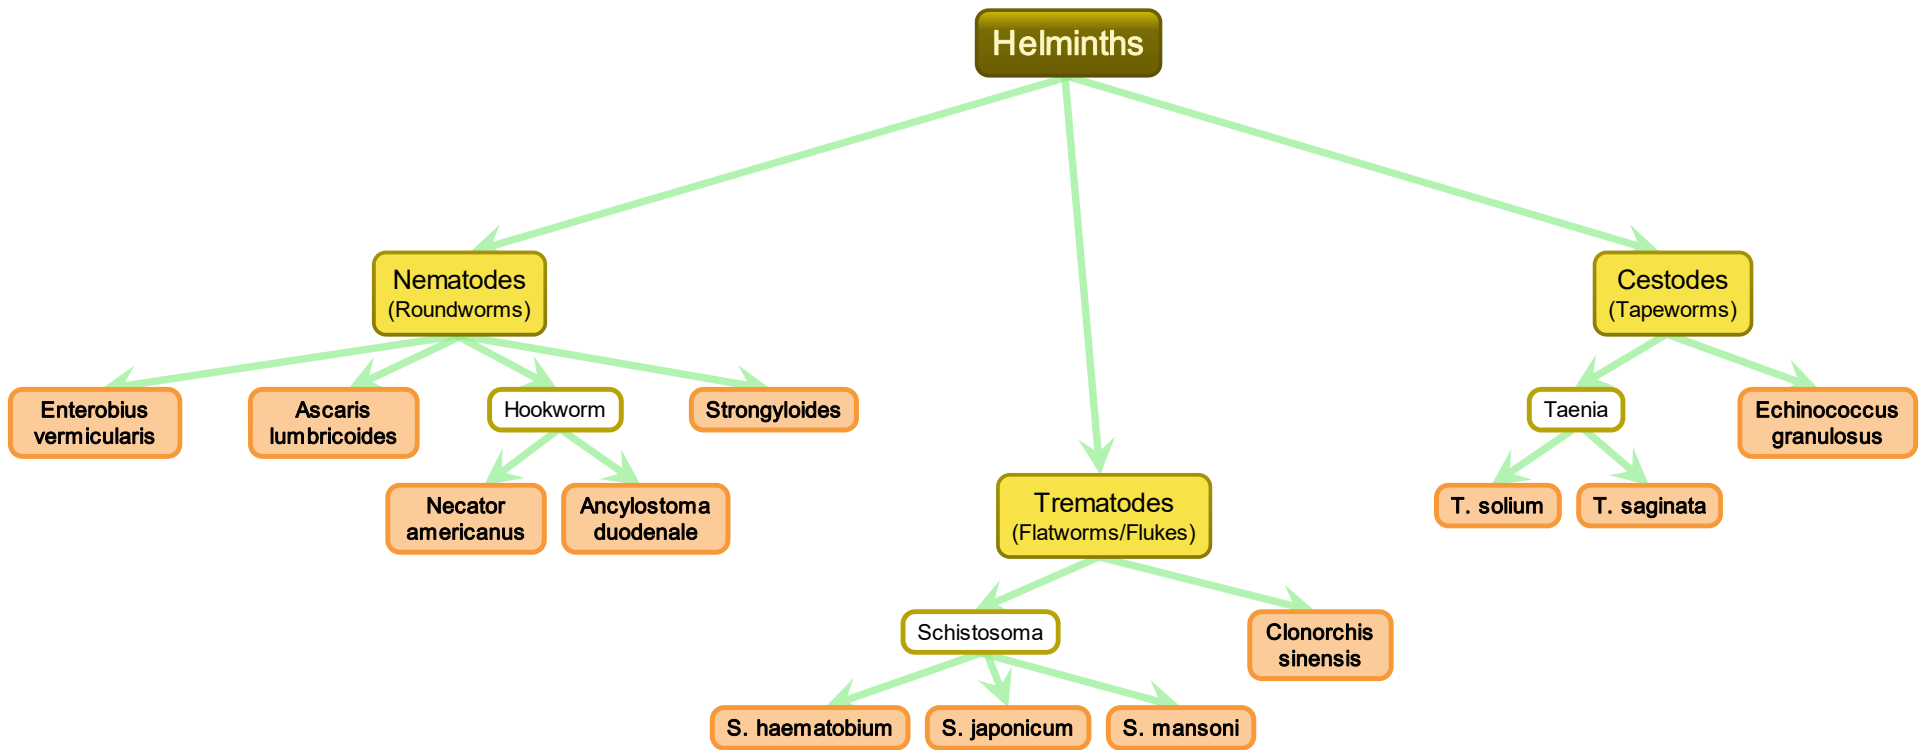 Helminths
Nematodes
(Roundworms)
Cestodes
(Tapeworms)
Enterobius
vermicularis
Ascaris
lumbricoides
Hookworm
Strongyloides
Taenia
Echinococcus
granulosus
Necator
americanus
Ancylostoma
duodenale
Trematodes
(Flatworms/Flukes)
T. solium
T. saginata
Schistosoma
Clonorchis
sinensis
S. haematobium
S. japonicum
S. mansoni